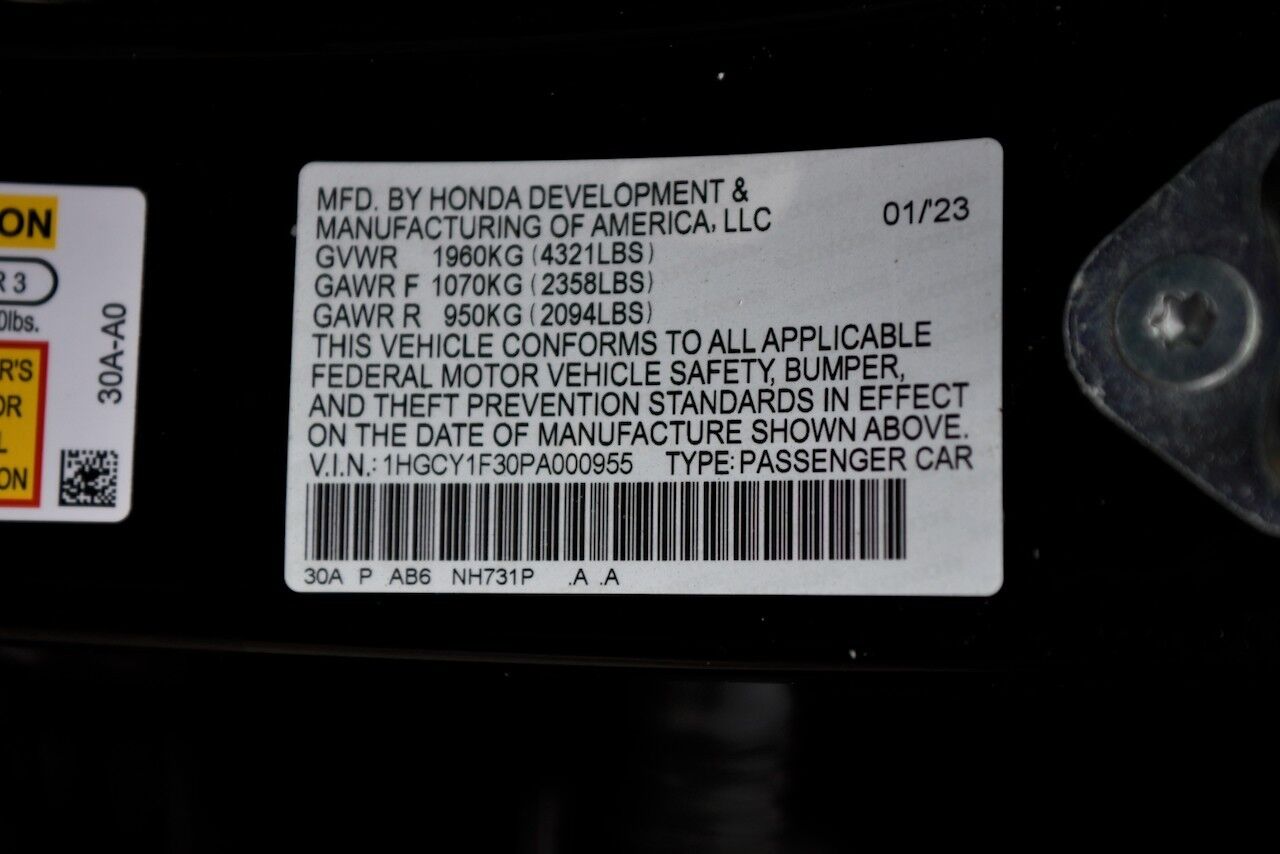 ON
R 3
0lbs.
R'S
OR
L
ON
30A-A0
MFD. BY HONDA DEVELOPMENT &
MANUFACTURING OF AMERICA, LLC 01/'23
GVWR 1960KG (4321LBS)
GAWR F 1070KG (2358LBS)
GAWR R 950KG (2094LBS)
THIS VEHICLE CONFORMS TO ALL APPLICABLE
FEDERAL MOTOR VEHICLE SAFETY, BUMPER,
AND THEFT PREVENTION STANDARDS IN EFFECT
ON THE DATE OF MANUFACTURE SHOWN ABOVE.
V.I.N.: 1HGCY1F30PA000955 TYPE: PASSENGER CAR
30A P AB6 NH731P .A .A